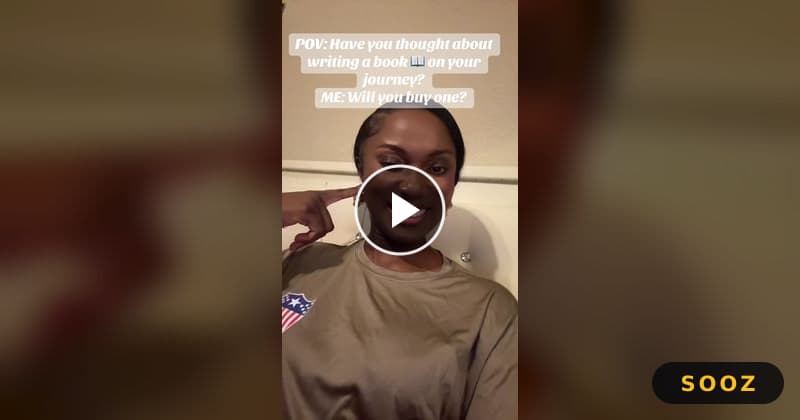 POV: Have you thought about
writing a book 📖 on your
journey?
ME: Will you buy one?
SOOZ